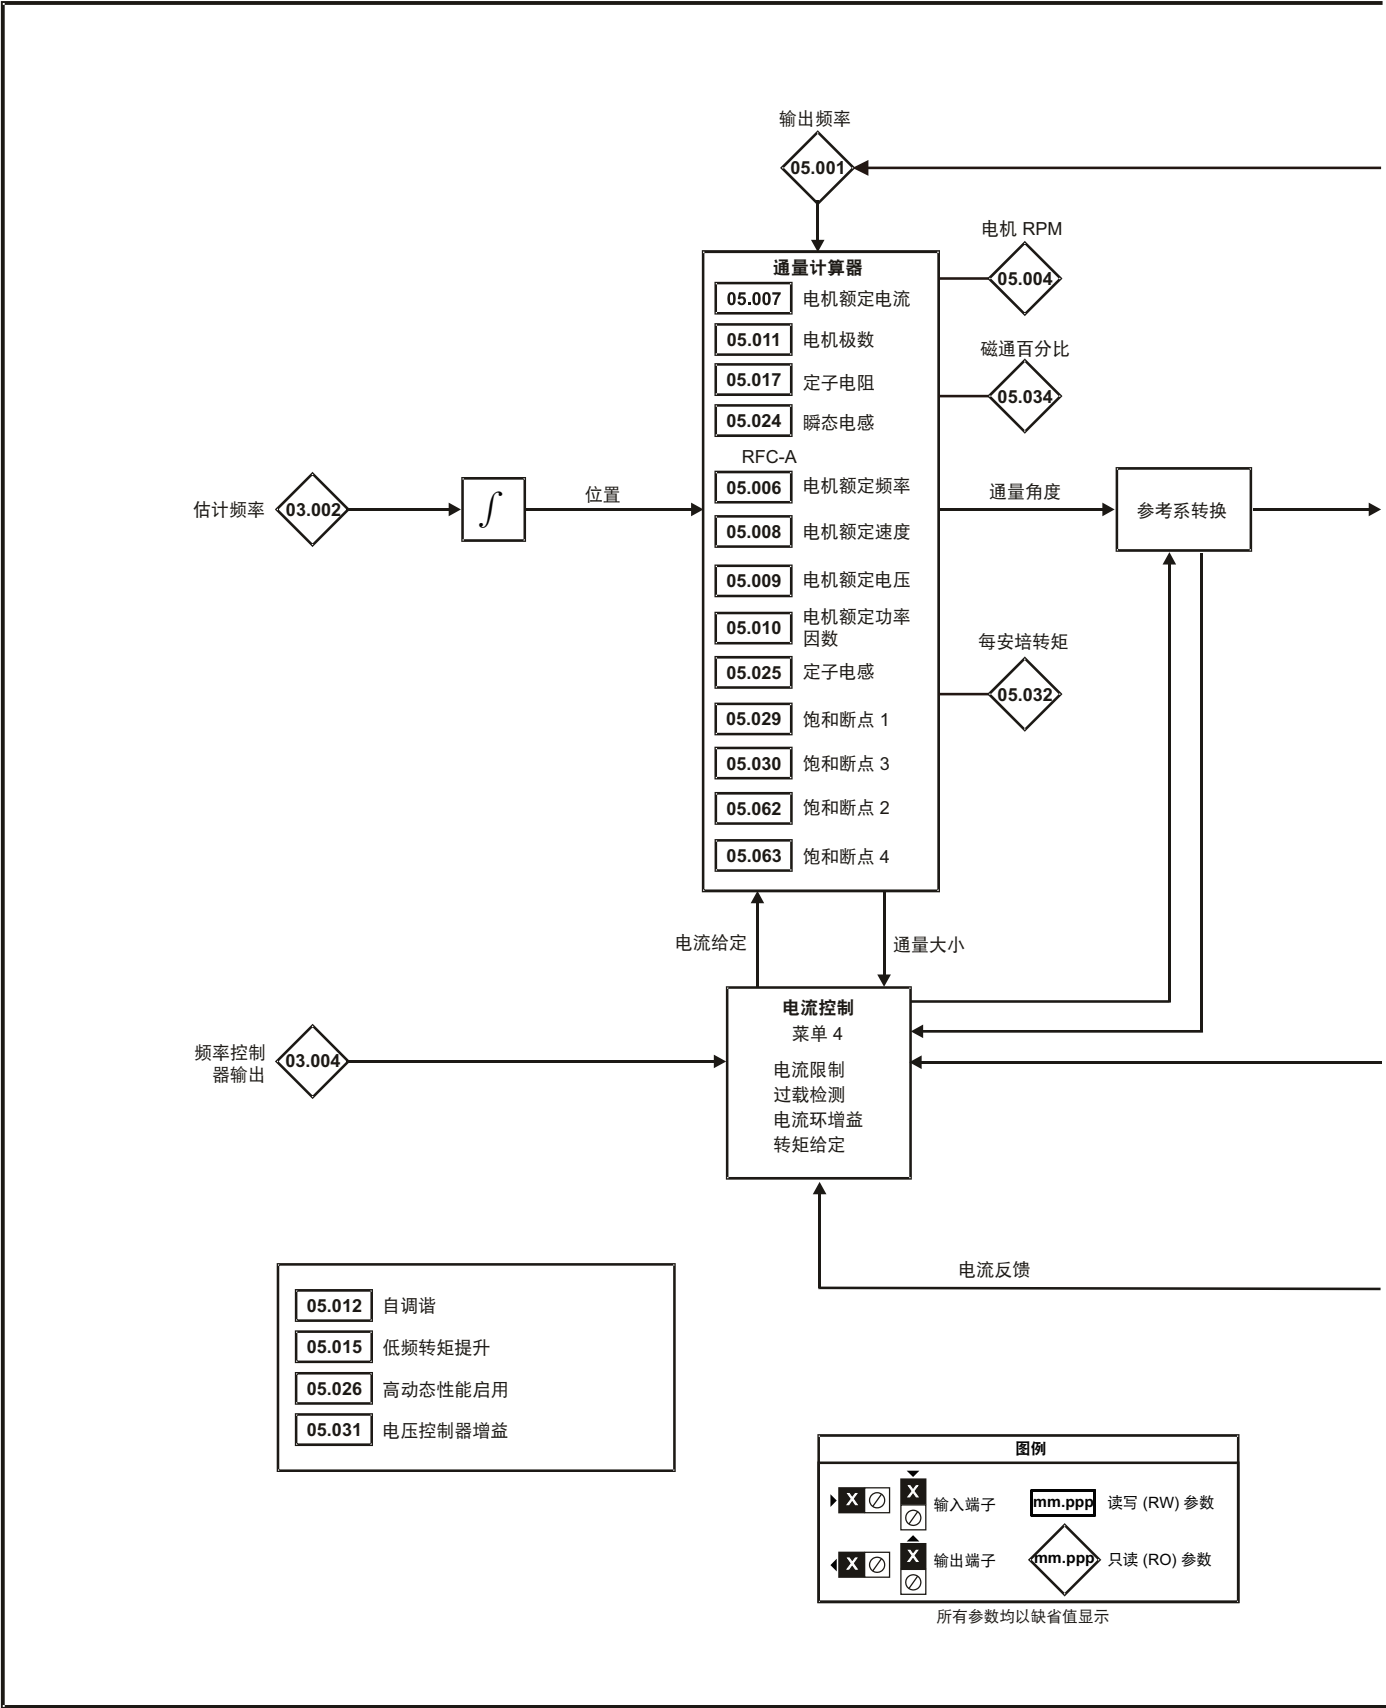 输出频率
05.001
电机 RPM
05.004
通量计算器
05.007 电机额定电流
05.011 电机极数
磁通百分比
05.034
05.017 定子电阻
05.024 瞬态电感
RFC-A
05.006 电机额定频率
05.008 电机额定速度
05.009 电机额定电压
05.010 电机额定功率
因数
05.025 定子电感
05.029 饱和断点 1
05.030 饱和断点 3
05.062 饱和断点 2
05.063 饱和断点 4
估计频率
03.002
∫
位置
通量角度
参考系转换
每安培转矩
05.032
电流给定
通量大小
电流控制
菜单 4
电流限制
过载检测
电流环增益
转矩给定
频率控制
器输出
03.004
电流反馈
05.012 自调谐
05.015 低频转矩提升
05.026 高动态性能启用
05.031 电压控制器增益
图例
X X 输入端子 mm.ppp 读写 (RW) 参数
X X 输出端子 mm.ppp 只读 (RO) 参数
所有参数均以缺省值显示